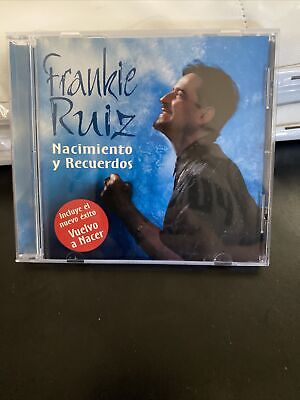 Frankie
Ruiz
Nacimiento
y Recuerdos
Incluye el
nuevo éxito
Vuelvo
a Nacer